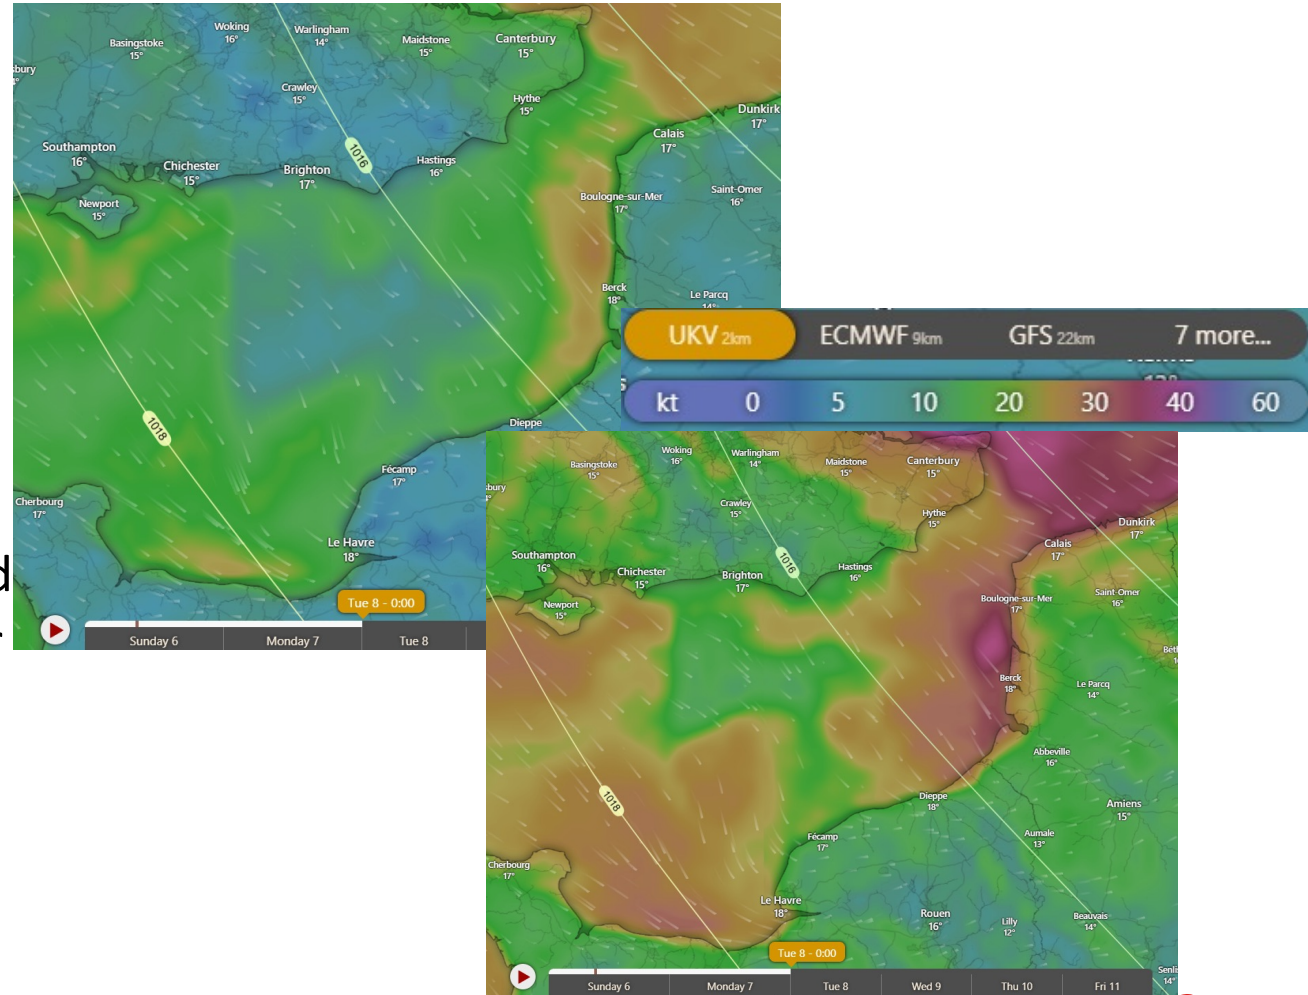 Woking
16°
Warlingham
14°
Basingstoke
15°
Maidstone
15°
Canterbury
15°
sbury
Crawley
15°
Hythe
15°
Dunkirk
17°
Calais
17°
Southampton
16°
Chichester
15°
Brighton
17°
1016
Hastings
16°
Newport
15°
Boulogne-sur-Mer
17°
Saint-Omer
16°
Berck
18°
Le Parcq
14°
1018
Dieppe
Fécamp
17°
Cherbourg
17°
Le Havre
18°
d
Tue 8 - 0:00
Sunday 6 Monday 7 Tue 8
UKV 2km ECMWF 9km GFS 22km 7 more...
kt 0 5 10 20 30 40 60
Woking
16°
Warlingham
14°
Basingstoke
15°
Maidstone
15°
Canterbury
15°
sbury
Crawley
15°
Hythe
15°
Dunkirk
17°
Calais
17°
Southampton
16°
Chichester
15°
Brighton
17°
1016
Hastings
16°
Newport
15°
Boulogne-sur-Mer
17°
Saint-Omer
16°
Bét
Berck
18°
Le Parcq
14°
Abbeville
16°
1018
Dieppe
18°
Amiens
15°
Fécamp
17°
Aumale
13°
Cherbourg
17°
Le Havre
18°
Rouen
16°
Lilly
12°
Beauvais
14°
Tue 8 - 0:00
Senli
14°
Sunday 6 Monday 7 Tue 8 Wed 9 Thu 10 Fri 11